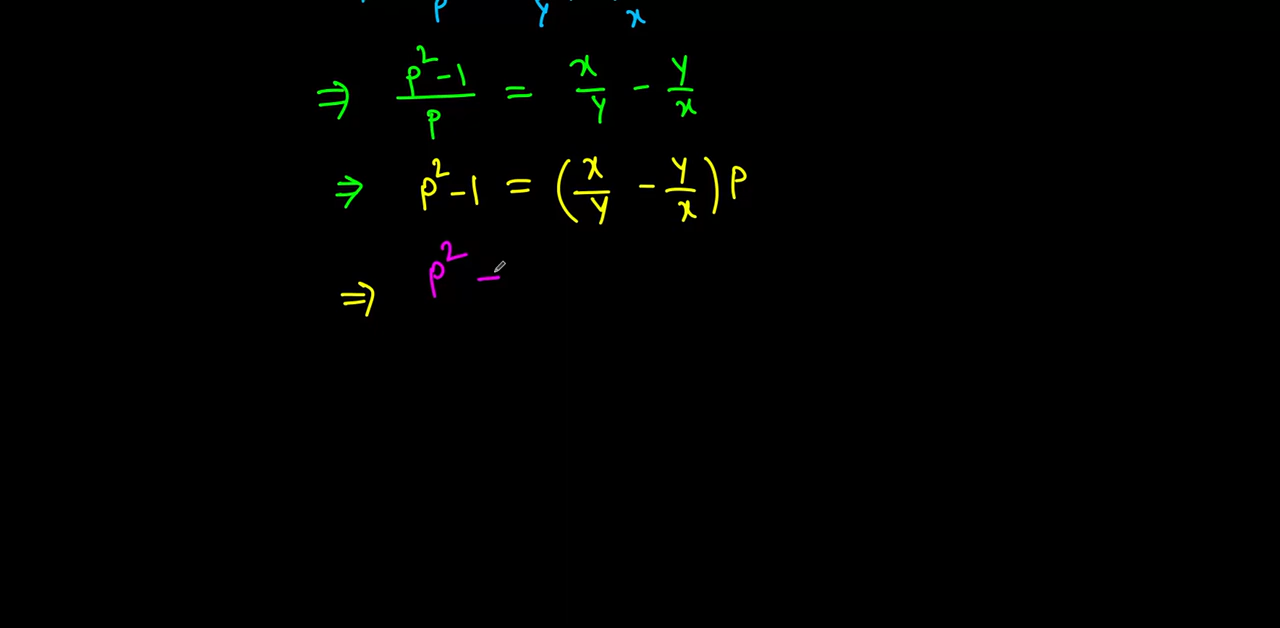 p y x
⇒ p²-1/p = x/y - y/x
⇒ p²-1 = (x/y - y/x) p
⇒ p² -